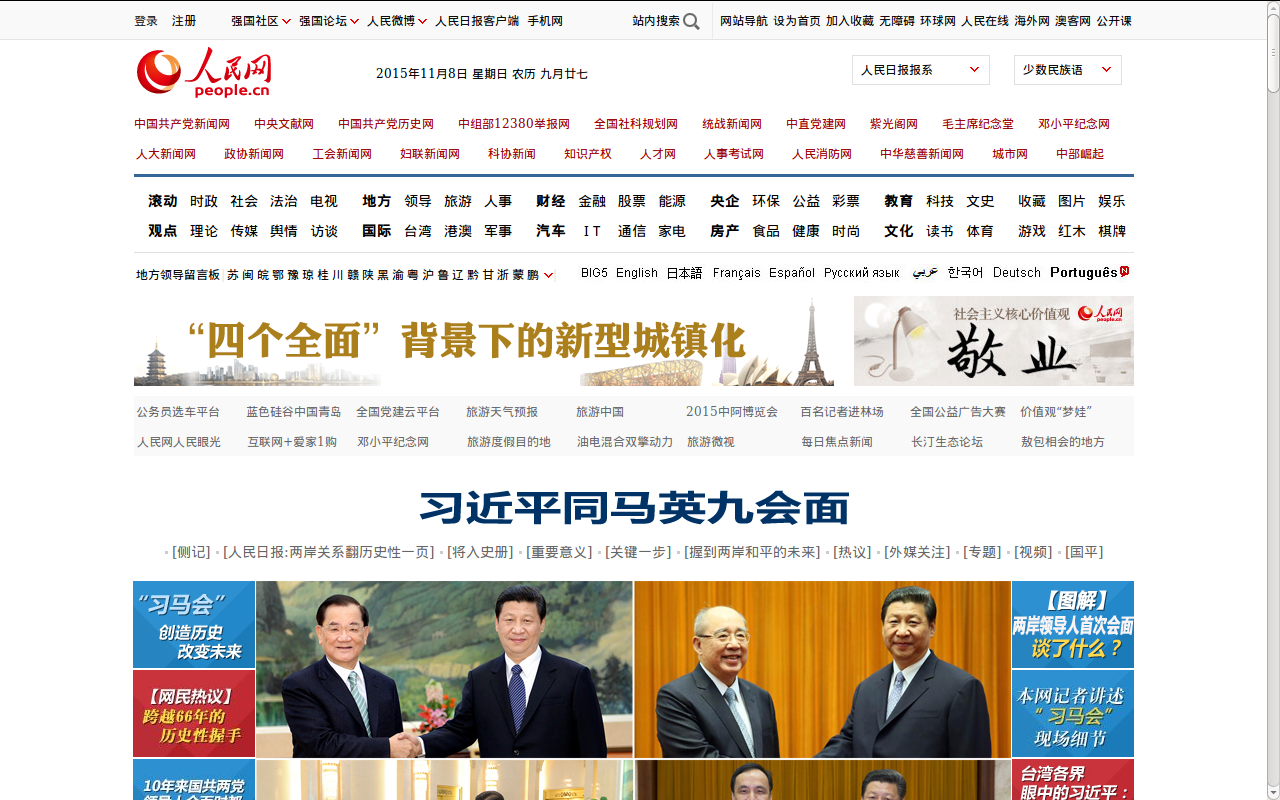 登录 注册 强国社区 强国论坛 人民微博 人民日报客户端 手机网 站内搜索 网站导航 设为首页 加入收藏 无障碍 环球网 人民在线 海外网 澳客网 公开课
人民网
people.cn
2015年11月8日 星期日 农历 九月廿七
人民日报报系 少数民族语
中国共产党新闻网 中央文献网 中国共产党历史网 中组部12380举报网 全国社科规划网 统战新闻网 中直党建网 紫光阁网 毛主席纪念堂 邓小平纪念网
人大新闻网 政协新闻网 工会新闻网 妇联新闻网 科协新闻 知识产权 人才网 人事考试网 人民消防网 中华慈善新闻网 城市网 中部崛起
滚动 时政 社会 法治 电视 地方 领导 旅游 人事 财经 金融 股票 能源 央企 环保 公益 彩票 教育 科技 文史 收藏 图片 娱乐
观点 理论 传媒 舆情 访谈 国际 台湾 港澳 军事 汽车 I T 通信 家电 房产 食品 健康 时尚 文化 读书 体育 游戏 红木 棋牌
地方领导留言板 苏 闽 皖 鄂 豫 琼 桂 川 赣 陕 黑 渝 粤 沪 鲁 辽 黔 甘 浙 蒙 鹏 BIG5 English 日本語 Français Español Русский язык عربي 한국어 Deutsch Português
“四个全面”背景下的新型城镇化
社会主义核心价值观 人民网
people.cn
敬业
公务员选车平台 蓝色硅谷中国青岛 全国党建云平台 旅游天气预报 旅游中国 2015中阿博览会 百名记者进林场 全国公益广告大赛 价值观“梦娃”
人民网人民眼光 互联网+爱家1购 邓小平纪念网 旅游度假目的地 油电混合双擎动力 旅游微视 每日焦点新闻 长汀生态论坛 敖包相会的地方
习近平同马英九会面
[侧记] [人民日报:两岸关系翻历史性一页] [将入史册] [重要意义] [关键一步] [握到两岸和平的未来] [热议] [外媒关注] [专题] [视频] [国平]
“习马会”
创造历史
改变未来
【网民热议】
跨越66年的
历史性握手
10年来国共两党
【图解】
两岸领导人首次会面
谈了什么？
本网记者讲述
“习马会”
现场细节
台湾各界
眼中的习近平：